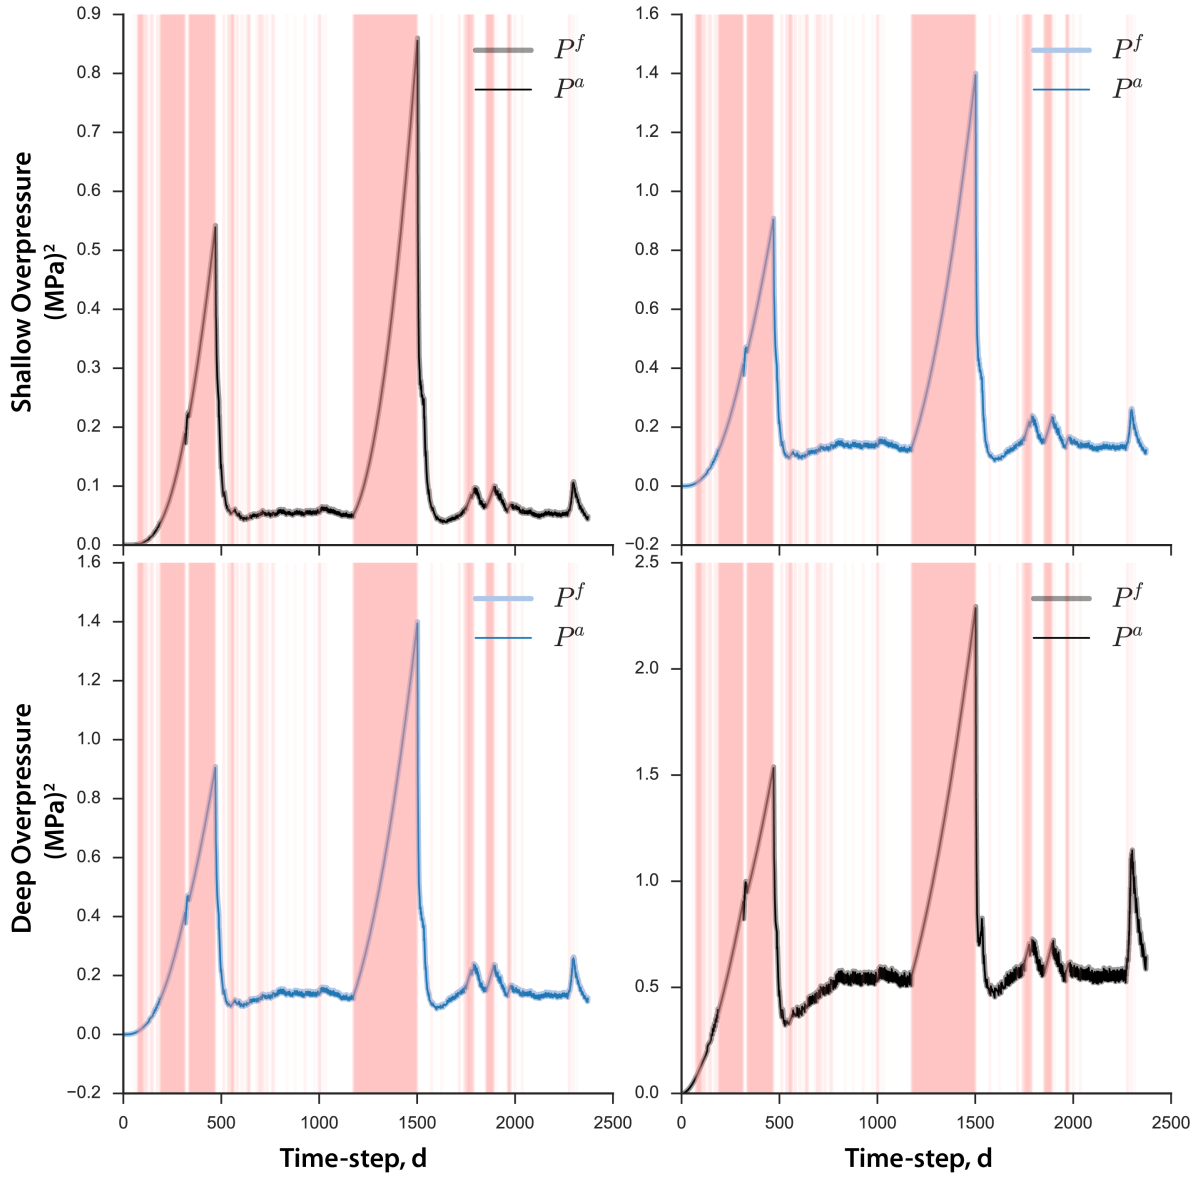 0.9
0.8
0.7
0.6
0.5
0.4
0.3
0.2
0.1
0.0
Shallow Overpressure
(MPa)²
P^f
P^a
1.6
1.4
1.2
1.0
0.8
0.6
0.4
0.2
0.0
−0.2
P^f
P^a
1.6
1.4
1.2
1.0
0.8
0.6
0.4
0.2
0.0
−0.2
Deep Overpressure
(MPa)²
P^f
P^a
0 500 1000 1500 2000 2500
Time-step, d
2.5
2.0
1.5
1.0
0.5
0.0
P^f
P^a
0 500 1000 1500 2000 2500
Time-step, d